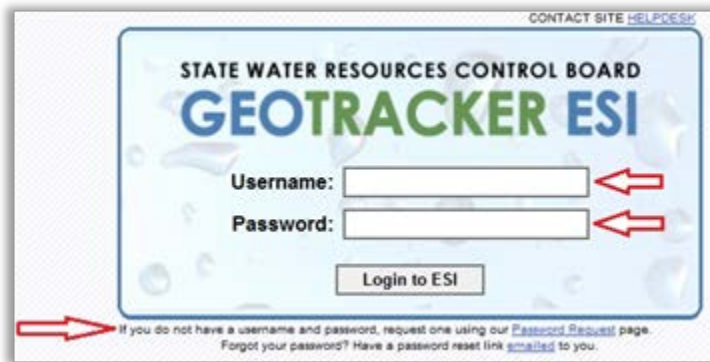 CONTACT SITE HELPDESK
STATE WATER RESOURCES CONTROL BOARD
GEOTRACKER ESI
Username:
Password:
Login to ESI
If you do not have a username and password, request one using our Password Request page.
Forgot your password? Have a password reset link emailed to you.